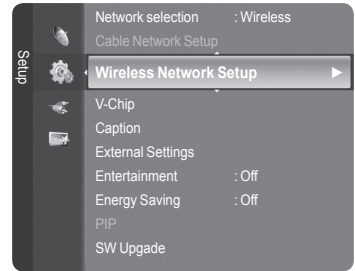 Setup
Network selection : Wireless
Cable Network Setup
Wireless Network Setup
V-Chip
Caption
External Settings
Entertainment : Off
Energy Saving : Off
PIP
SW Upgade